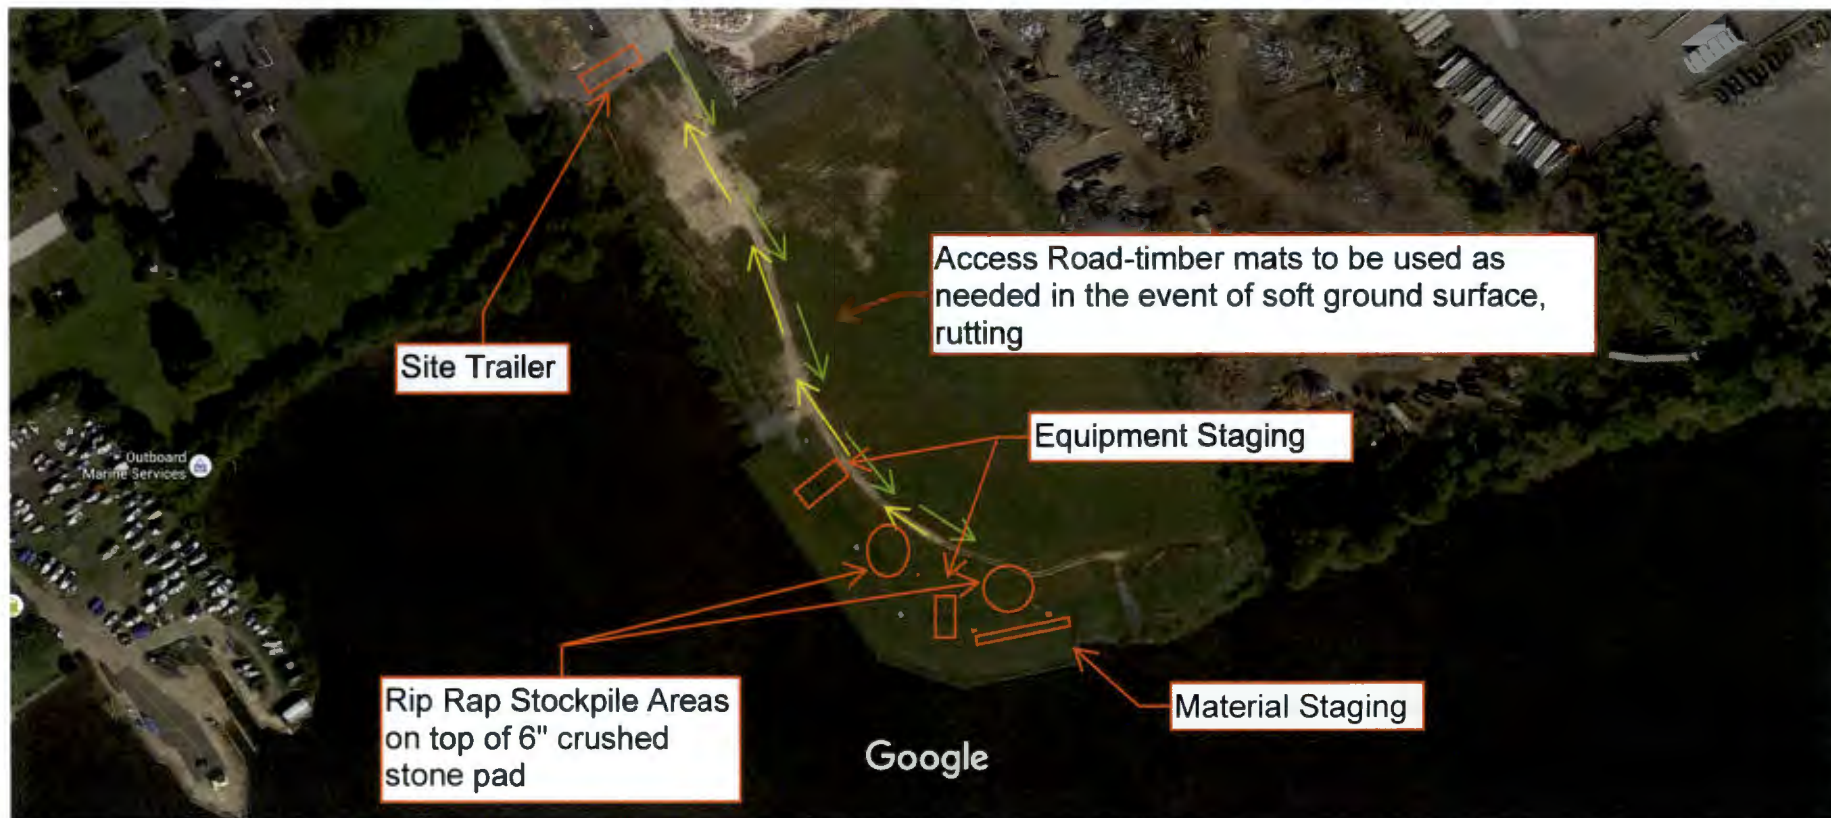 Access Road-timber mats to be used as
needed in the event of soft ground surface,
rutting
Site Trailer
Equipment Staging
Outboard
Marine Services
Rip Rap Stockpile Areas
on top of 6" crushed
stone pad
Material Staging
Google